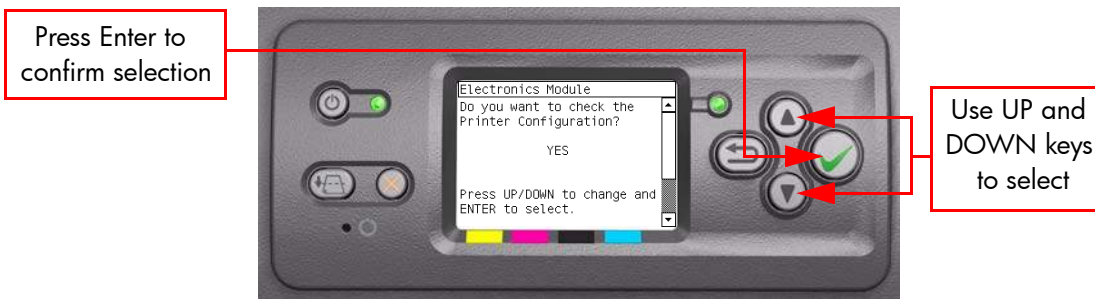 Press Enter to
confirm selection
Electronics Module
Do you want to check the
Printer Configuration?
YES
Press UP/DOWN to change and
ENTER to select.
Use UP and
DOWN keys
to select